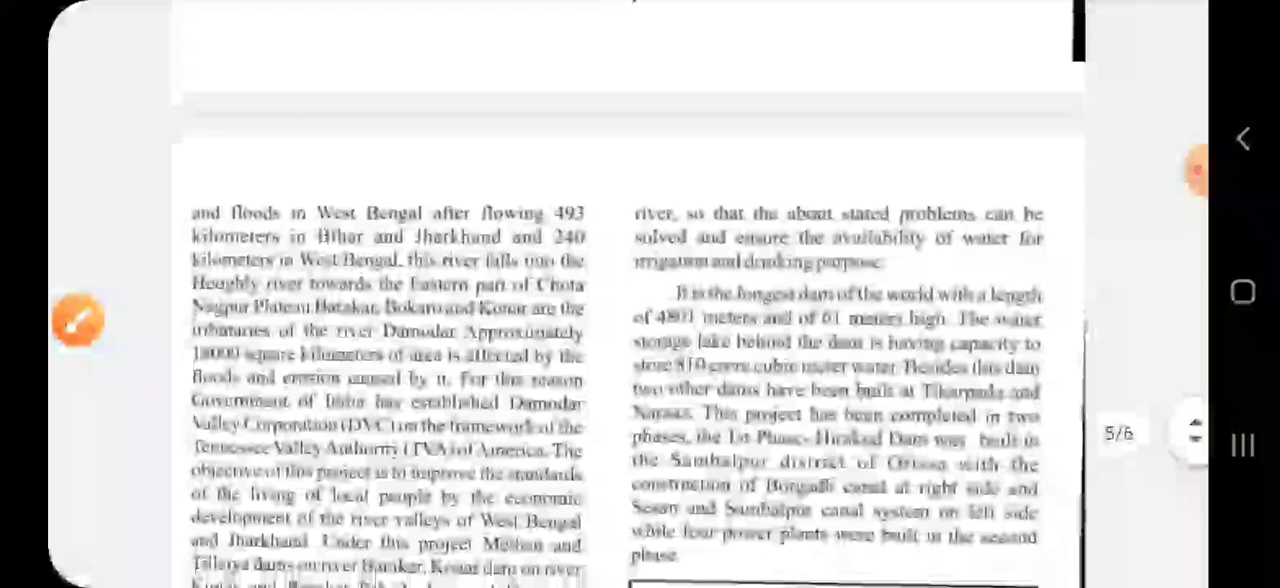 and floods in West Bengal after flowing 493
kilometers in Bihar and Jharkhand and 240
kilometers in West Bengal, this river falls into the
Hooghly river towards the Eastern part of Chota
Nagpur Plateau Barakar, Bokaro and Konar are the
tributaries of the river Damodar Approximately
18000 square kilometers of area is affected by the
floods and erosion caused by it. For this reason
Government of India has established Damodar
Valley Corporation (DVC) on the framework of the
Tennessee Valley Authority (TVA) of America. The
objective of this project is to improve the standards
of the living of local people by the economic
development of the river valleys of West Bengal
and Jharkhand. Under this project Maithon and
Tillaiya dams on river Barakar, Konar dam on river
river, so that the about stated problems can be
solved and ensure the availability of water for
irrigation and drinking purpose.
It is the longest dam of the world with a length
of 4801 meters and of 61 meters high. The water
storage lake behind the dam is having capacity to
store 810 crore cubic meter water. Besides this dam
two other dams have been built at Tikarpada and
Naraaz. This project has been completed in two
phases, the Ist Phase- Hirakud Dam was built in
the Sambalpur district of Orissa with the
construction of canal at right side and
Sesan and Sambalpur canal system on left side
while four power plants were built in the second
phase.
5/6